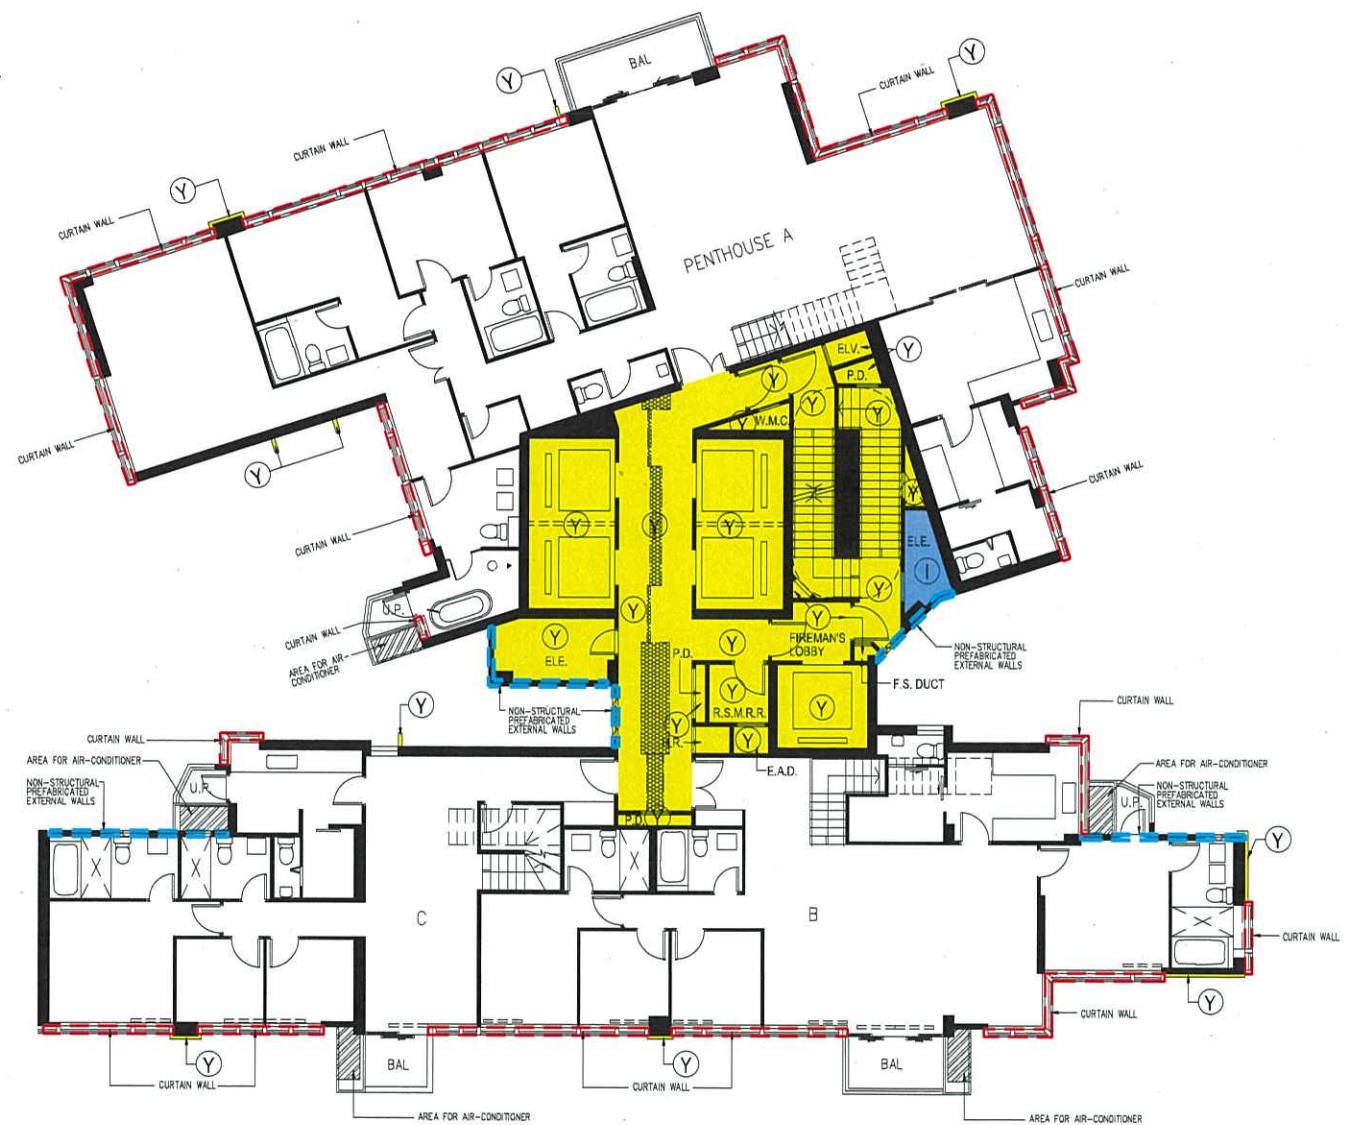 BAL
Y
Y
CURTAIN WALL
CURTAIN WALL
Y
CURTAIN WALL
PENTHOUSE A
CURTAIN WALL
ELV.
Y
P.D.
Y
Y
Y
W.M.C.
Y
CURTAIN WALL
Y
CURTAIN WALL
Y
Y
Y
Y
CURTAIN WALL
ELE.
I
U.P.
Y
Y
CURTAIN WALL
AREA FOR AIR-
CONDITIONER
Y
ELE.
Y
Y
FIREMAN'S
LOBBY
NON-STRUCTURAL
PREFABRICATED
EXTERNAL WALLS
P.D.
F.S. DUCT
Y
R.S.M.R.R.
Y
Y
NON-STRUCTURAL
PREFABRICATED
EXTERNAL WALLS
Y
Y
CURTAIN WALL
CURTAIN WALL
AREA FOR AIR-CONDITIONER
NON-STRUCTURAL
PREFABRICATED
EXTERNAL WALLS
U.P.
E.A.D.
AREA FOR AIR-CONDITIONER
NON-STRUCTURAL
PREFABRICATED
EXTERNAL WALLS
U.P.
P.D.
Y
Y
C
B
CURTAIN WALL
Y
CURTAIN WALL
Y
BAL
Y
BAL
CURTAIN WALL
CURTAIN WALL
AREA FOR AIR-CONDITIONER
AREA FOR AIR-CONDITIONER